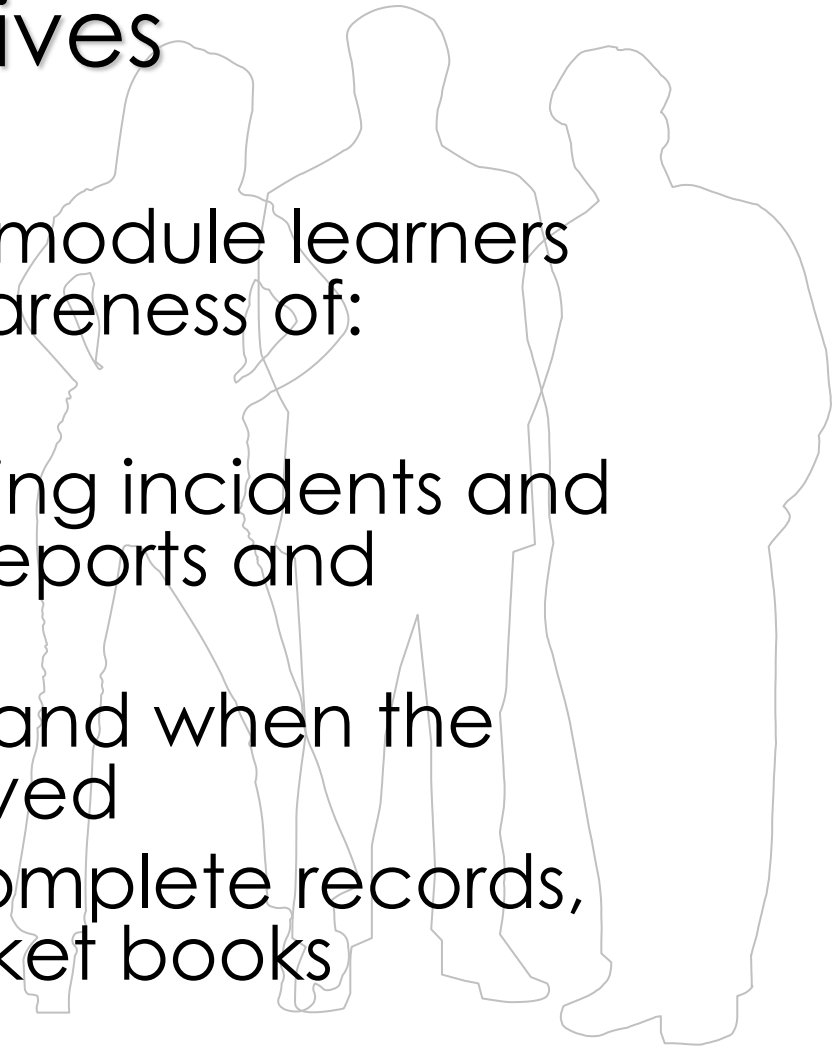 ives
module learners
areness of:
ing incidents and
eports and
and when the
ved
omplete records,
ket books